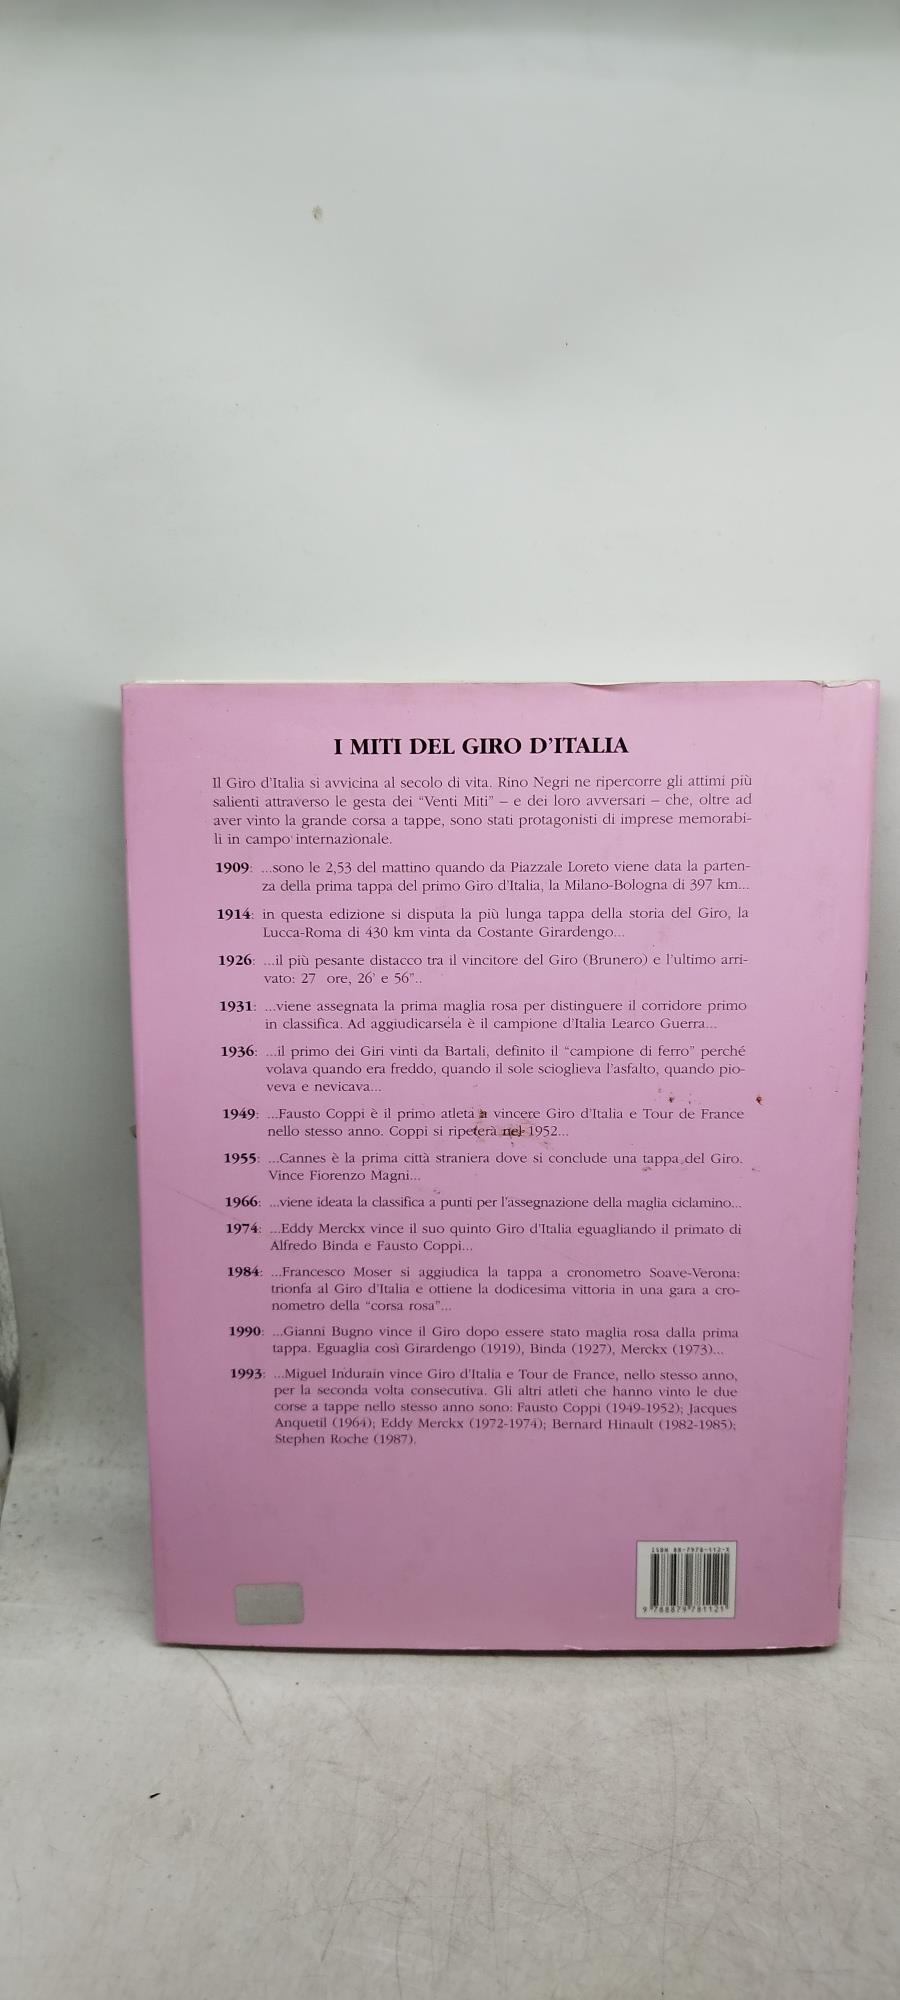 I MITI DEL GIRO D'ITALIA
Il Giro d'Italia si avvicina al secolo di vita. Rino Negri ne ripercorre gli attimi più
salienti attraverso le gesta dei “Venti Miti” – e dei loro avversari – che, oltre ad
aver vinto la grande corsa a tappe, sono stati protagonisti di imprese memorabi-
li in campo internazionale.
1909: ...sono le 2,53 del mattino quando da Piazzale Loreto viene data la parten-
za della prima tappa del primo Giro d'Italia, la Milano-Bologna di 397 km...
1914: in questa edizione si disputa la più lunga tappa della storia del Giro, la
Lucca-Roma di 430 km vinta da Costante Girardengo...
1926: ...il più pesante distacco tra il vincitore del Giro (Brunero) e l'ultimo arri-
vato: 27 ore, 26' e 56"..
1931: ...viene assegnata la prima maglia rosa per distinguere il corridore primo
in classifica. Ad aggiudicarsela è il campione d'Italia Learco Guerra...
1936: ...il primo dei Giri vinti da Bartali, definito il “campione di ferro” perché
volava quando era freddo, quando il sole scioglieva l'asfalto, quando pio-
veva e nevicava...
1949: ...Fausto Coppi è il primo atleta a vincere Giro d'Italia e Tour de France
nello stesso anno. Coppi si ripeterà nel 1952...
1955: ...Cannes è la prima città straniera dove si conclude una tappa del Giro.
Vince Fiorenzo Magni...
1966: ...viene ideata la classifica a punti per l'assegnazione della maglia ciclamino...
1974: ...Eddy Merckx vince il suo quinto Giro d'Italia eguagliando il primato di
Alfredo Binda e Fausto Coppi...
1984: ...Francesco Moser si aggiudica la tappa a cronometro Soave-Verona:
trionfa al Giro d'Italia e ottiene la dodicesima vittoria in una gara a cro-
nometro della “corsa rosa”...
1990: ...Gianni Bugno vince il Giro dopo essere stato maglia rosa dalla prima
tappa. Eguaglia così Girardengo (1919), Binda (1927), Merckx (1973)...
1993: ...Miguel Indurain vince Giro d'Italia e Tour de France, nello stesso anno,
per la seconda volta consecutiva. Gli altri atleti che hanno vinto le due
corse a tappe nello stesso anno sono: Fausto Coppi (1949-1952); Jacques
Anquetil (1964); Eddy Merckx (1972-1974); Bernard Hinault (1982-1985);
Stephen Roche (1987).
ISBN 88-7978-112-X
9 788879 781121